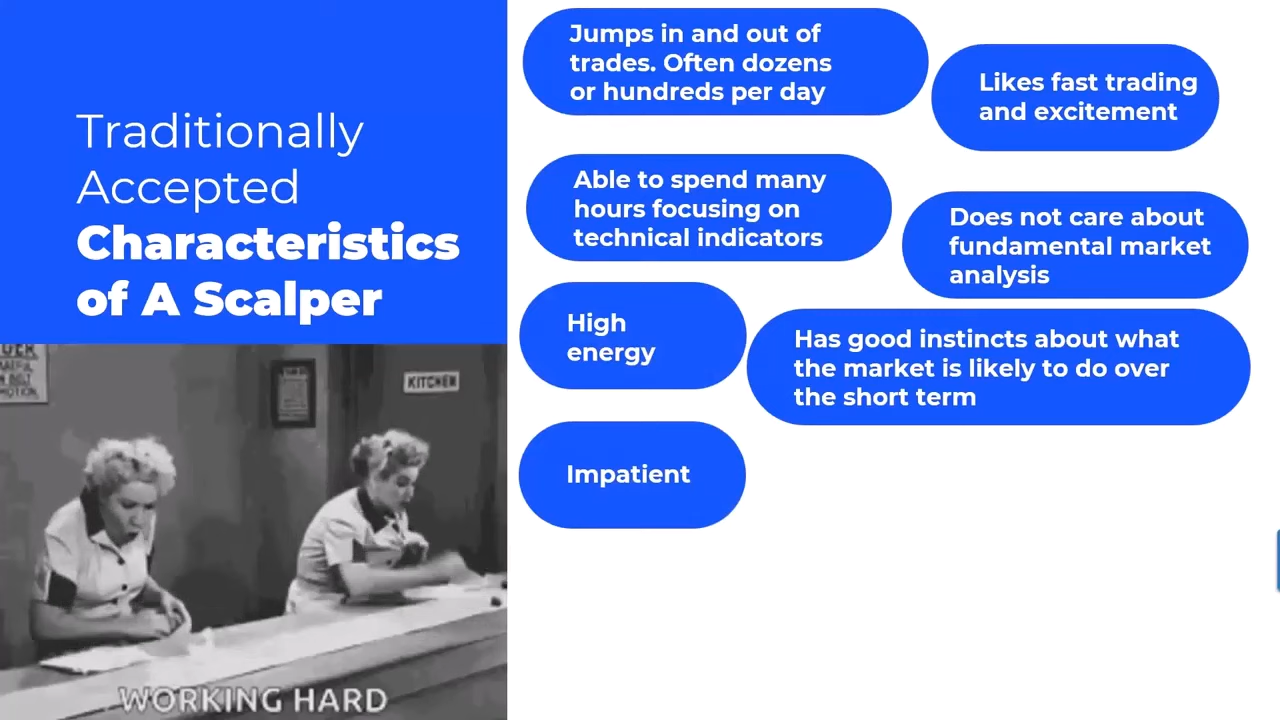 Traditionally
Accepted
Characteristics
of A Scalper
Jumps in and out of
trades. Often dozens
or hundreds per day
Likes fast trading
and excitement
Able to spend many
hours focusing on
technical indicators
Does not care about
fundamental market
analysis
High
energy
Has good instincts about what
the market is likely to do over
the short term
Impatient
KITCHEN
WORKING HARD